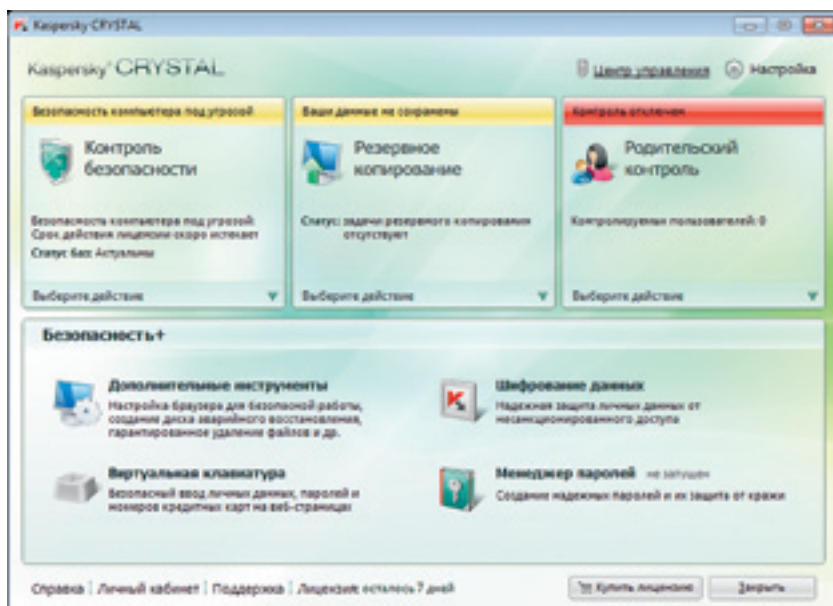 Kaspersky CRYSTAL
Kaspersky CRYSTAL
Центр управления
Настройка
Безопасность компьютера под угрозой
Контроль
безопасности
Безопасность компьютера под угрозой
Срок действия лицензии скоро истекает
Статус баз: Актуальны
Выберите действие
Ваши данные не сохранены
Резервное
копирование
Статус: задачи резервного копирования
отсутствуют
Выберите действие
Контроль отключен
Родительский
контроль
Контролируемых пользователей: 0
Выберите действие
Безопасность+
Дополнительные инструменты
Настройка браузера для безопасной работы,
создание диска аварийного восстановления,
гарантированное удаление файлов и др.
Шифрование данных
Надежная защита личных данных от
несанкционированного доступа
Виртуальная клавиатура
Безопасный ввод личных данных, паролей и
номеров кредитных карт на веб-страницах
Менеджер паролей не запущен
Создание надежных паролей и их защита от кражи
Справка | Личный кабинет | Поддержка | Лицензия: осталось 7 дней
Купить лицензию
Закрыть